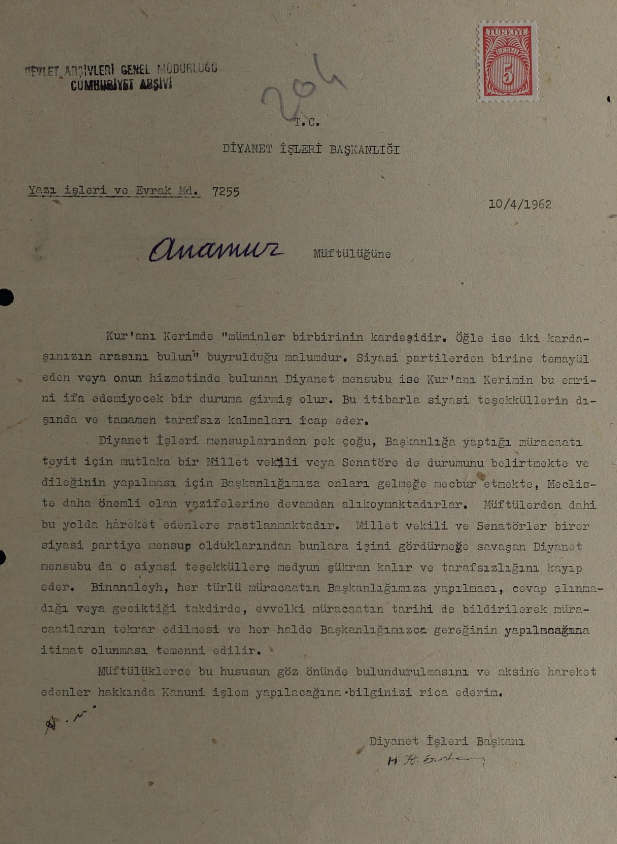 DEVLET ARŞİVLERİ GENEL MÜDÜRLÜĞÜ
CUMHURİYET ARŞİVİ
TÜRKİYE
5
204
T.C.
DİYANET İŞLERİ BAŞKANLIĞI
Yazı işleri ve Evrak Md. 7255
10/4/1962
Anamur Müftülüğüne
Kur'anı Kerimde "müminler birbirinin kardeşidir. Öğle ise iki karda-
şınızın arasını bulun" buyrulduğu malumdur. Siyasi partilerden birine temayül
eden veya onun hizmetinde bulunan Diyanet mensubu ise Kur'anı Kerimin bu emri-
ni ifa edemiyecek bir duruma girmiş olur. Bu itibarla siyasi teşekküllerin dı-
şında ve tamamen tarafsız kalmaları icap eder.
Diyanet İşleri mensuplarından pek çoğu, Başkanlığa yaptığı müracaatı
teyit için mutlaka bir Millet vekili veya Senatöre de durumunu belirtmekte ve
dileğinin yapılması için Başkanlığımıza onları gelmeğe mecbur etmekte, Meclis-
te daha önemli olan vazifelerine devamdan alıkoymaktadırlar. Müftülerden dahi
bu yolda hareket edenlere rastlanmaktadır. Millet vekili ve Senatörler birer
siyasi partiye mensup olduklarından bunlara işini gördürmeğe savaşan Diyanet
mensubu da o siyasi teşekküllere medyun şükran kalır ve tarafsızlığını kayıp
eder. Binanaleyh, her türlü müracaatın Başkanlığımıza yapılması, cevap alınma-
dığı veya geciktiği takdirde, evvelki müracaatın tarihi de bildirilerek müra-
caatların tekrar edilmesi ve her halde Başkanlığımızca gereğinin yapılacağına
itimat olunması temenni edilir.
Müftülüklerce bu hususun göz önünde bulundurulmasını ve aksine hareket
edenler hakkında Kanuni işlem yapılacağına bilginizi rica ederim.
Diyanet İşleri Başkanı